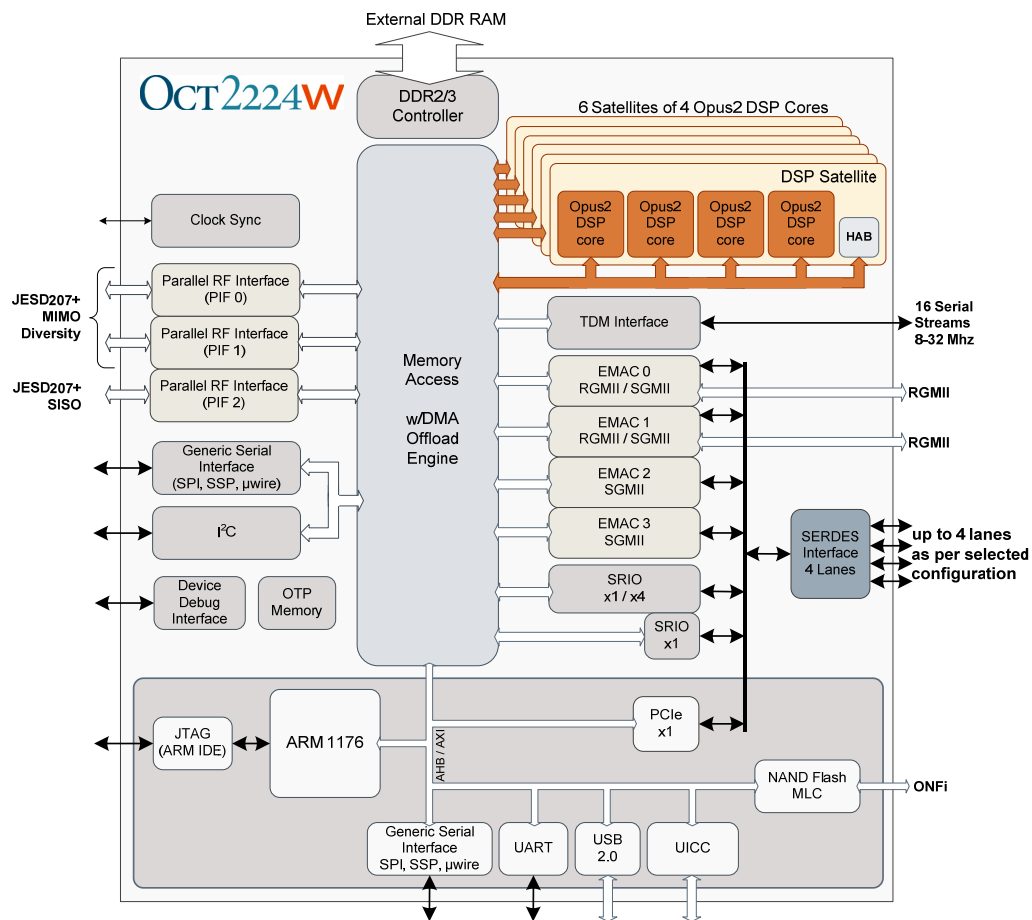 External DDR RAM
OCT2224W
DDR2/3
Controller
6 Satellites of 4 Opus2 DSP Cores
DSP Satellite
Opus2
DSP
core
Opus2
DSP
core
Opus2
DSP
core
Opus2
DSP
core
HAB
Clock Sync
JESD207+
MIMO
Diversity
Parallel RF Interface
(PIF 0)
Parallel RF Interface
(PIF 1)
JESD207+
SISO
Parallel RF Interface
(PIF 2)
Generic Serial
Interface
(SPI, SSP, µwire)
I²C
Device
Debug
Interface
OTP
Memory
Memory
Access
w/DMA
Offload
Engine
TDM Interface
16 Serial
Streams
8-32 Mhz
EMAC 0
RGMII / SGMII
RGMII
EMAC 1
RGMII / SGMII
RGMII
EMAC 2
SGMII
EMAC 3
SGMII
SERDES
Interface
4 Lanes
up to 4 lanes
as per selected
configuration
SRIO
x1 / x4
SRIO
x1
PCIe
x1
JTAG
(ARM IDE)
ARM 1176
AHB / AXI
NAND Flash
MLC
ONFi
Generic Serial
Interface
SPI, SSP, µwire
UART
USB
2.0
UICC